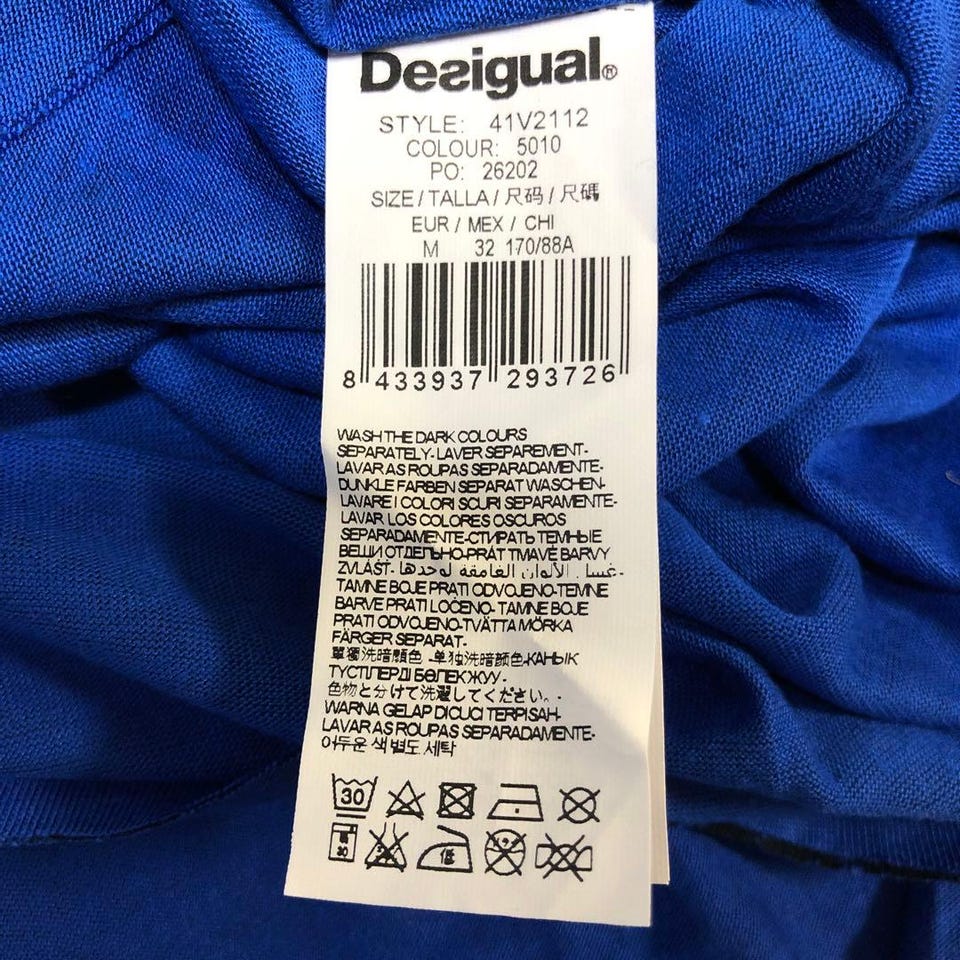 Desigual®
STYLE: 41V2112
COLOUR: 5010
PO: 26202
SIZE / TALLA / 尺码 / 尺碼
EUR / MEX / CHI
M 32 170/88A
8 433937 293726
WASH THE DARK COLOURS
SEPARATELY-LAVER SEPAREMENT-
LAVAR AS ROUPAS SEPARADAMENTE-
DUNKLE FARBEN SEPARAT WASCHEN-
LAVARE I COLORI SCURI SEPARAMENTE-
LAVAR LOS COLORES OSCUROS
SEPARADAMENTE-СТИРАТЬ ТЕМНЫЕ
ВЕЩИ ОТДЕЛЬНО-PRÁT TMAVÉ BARVY
ZVLÁŠT- غسل الألوان الغامقة لوحدها-
TAMNE BOJE PRATI ODVOJENO-TEMNE
BARVE PRATI LOČENO- TAMNE BOJE
PRATI ODVOJENO-TVÄTTA MÖRKA
FÄRGER SEPARAT-
單獨洗暗顏色 单独洗暗颜色-КАНЫК
ТҮСТІЛЕРДІ БӨЛЕК ЖУУ-
色物と分けて洗濯してください。-
WARNA GELAP DICUCI TERPISAH-
LAVAR AS ROUPAS SEPARADAMENTE-
어두운 색 별도 세탁
30